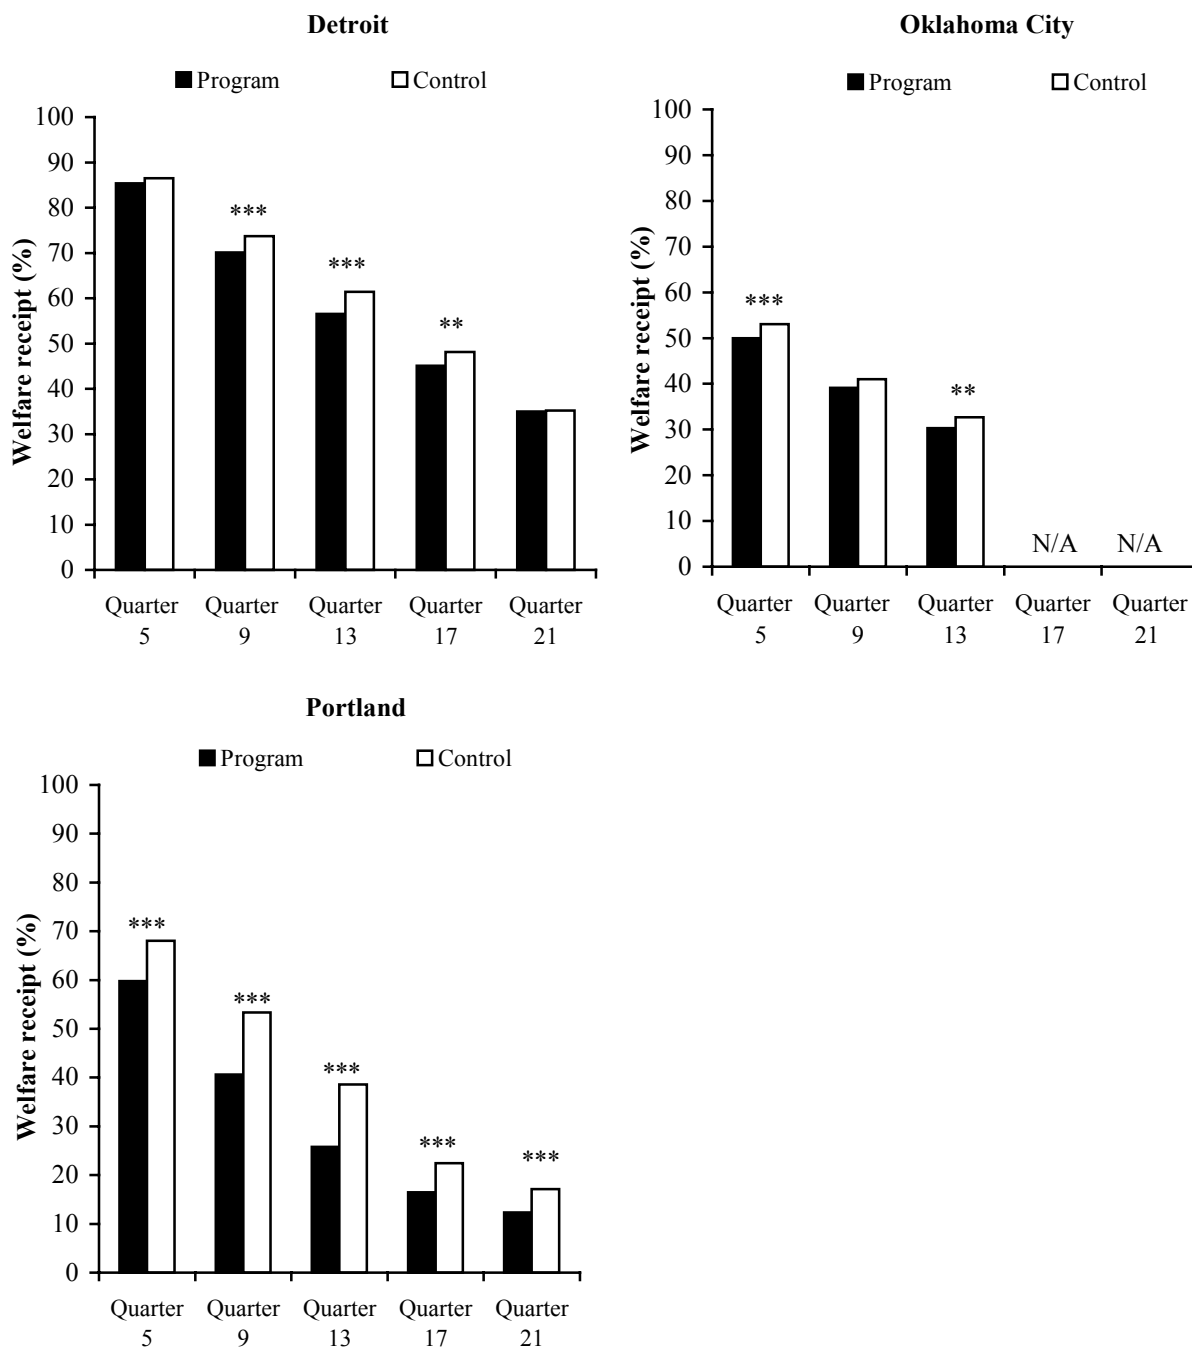 Detroit
Program Control
100
90
80
70
60
50
40
30
20
10
0
Welfare receipt (%)
***
***
**
Quarter Quarter Quarter Quarter Quarter
5 9 13 17 21
Oklahoma City
Program Control
100
90
80
70
60
50
40
30
20
10
0
Welfare receipt (%)
***
**
N/A N/A
Quarter Quarter Quarter Quarter Quarter
5 9 13 17 21
Portland
Program Control
100
90
80
70
60
50
40
30
20
10
0
Welfare receipt (%)
***
***
***
***
***
Quarter Quarter Quarter Quarter Quarter
5 9 13 17 21